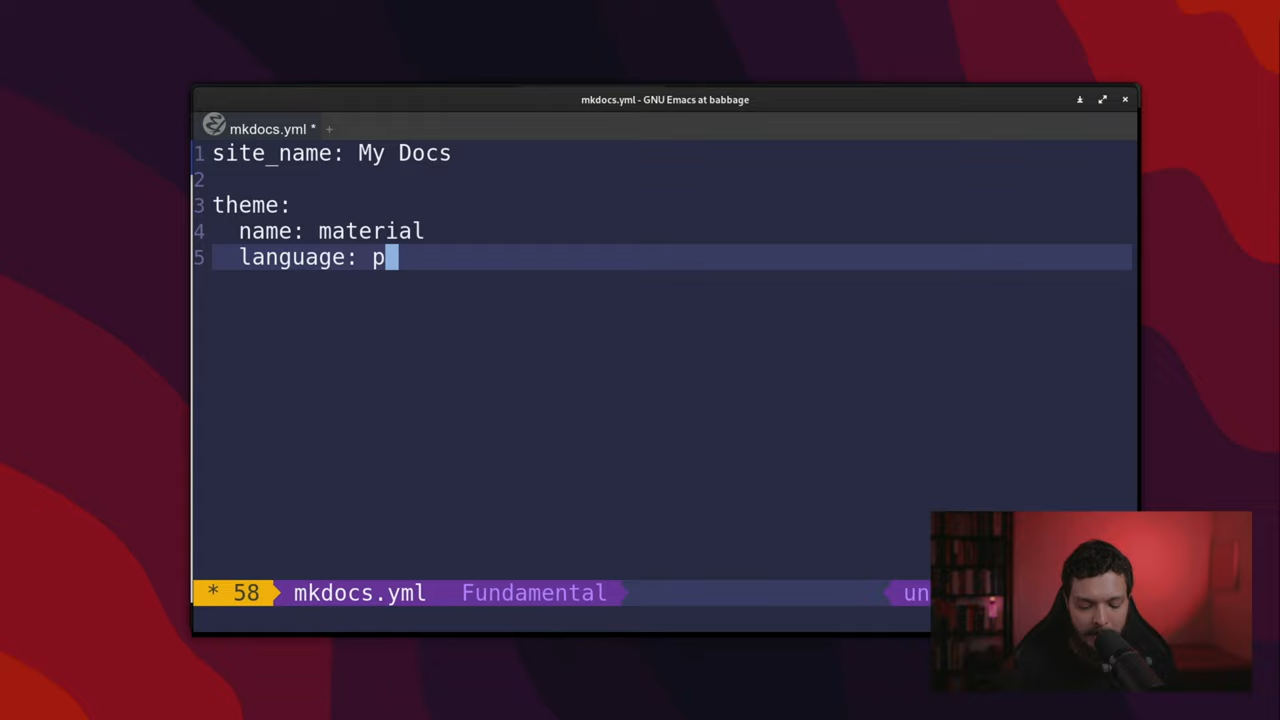 mkdocs.yml - GNU Emacs at babbage
mkdocs.yml * +
1 site_name: My Docs
2
3 theme:
4   name: material
5   language: p
* 58 mkdocs.yml Fundamental un